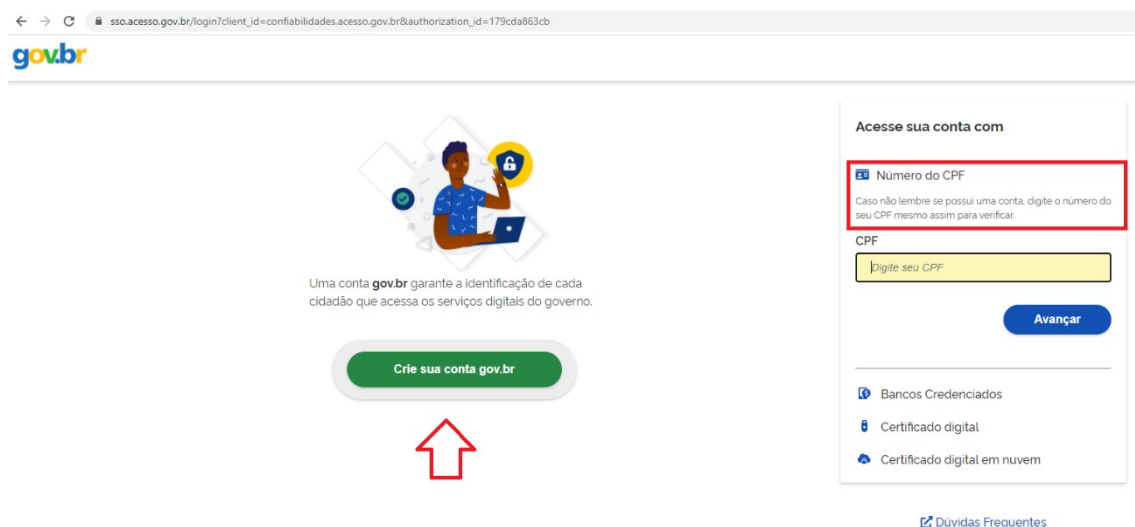 sso.acesso.gov.br/login?client_id=confiabilidades.acesso.gov.br&authorization_id=179cda863cb
gov.br
Uma conta gov.br garante a identificação de cada
cidadão que acessa os serviços digitais do governo.
Crie sua conta gov.br
Acesse sua conta com
Número do CPF
Caso não lembre se possui uma conta, digite o número do
seu CPF mesmo assim para verificar.
CPF
Digite seu CPF
Avançar
Bancos Credenciados
Certificado digital
Certificado digital em nuvem
Dúvidas Frequentes